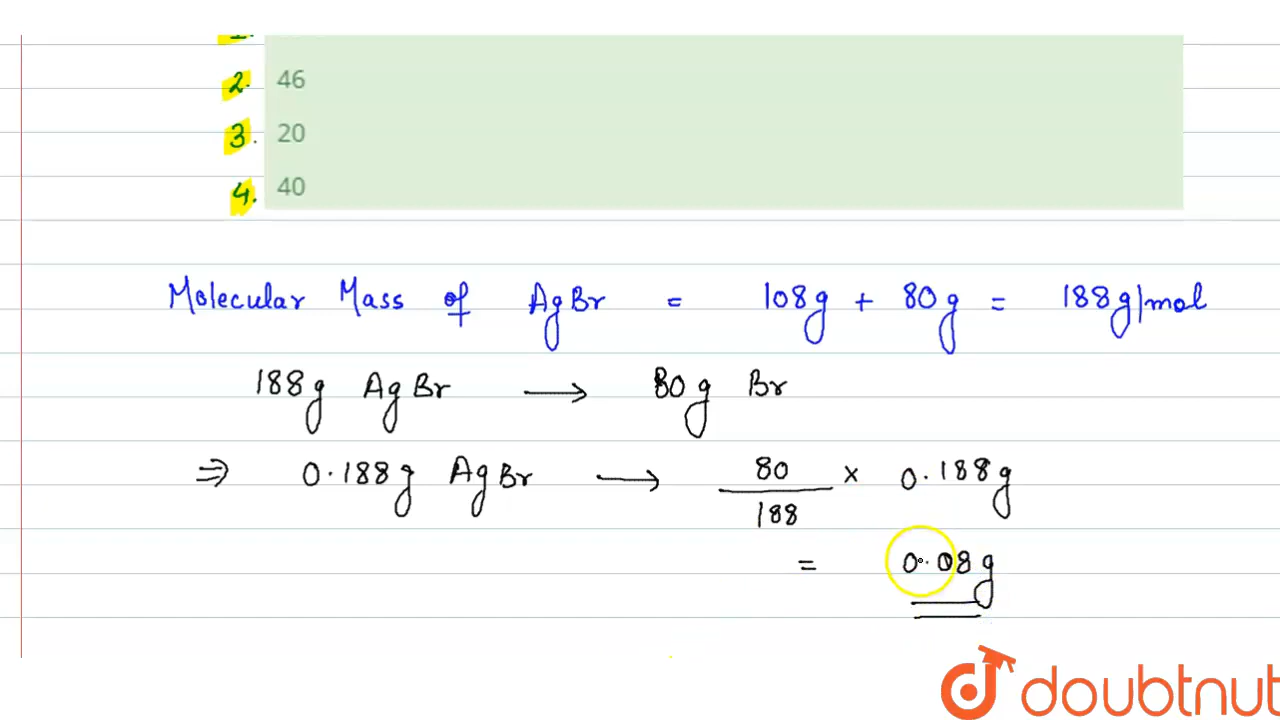 2. 46
3. 20
4. 40
Molecular Mass of AgBr = 108g + 80g = 188g/mol
188g AgBr → 80g Br
⇒ 0.188g AgBr → 80/188 × 0.188g
= 0.08g
doubtnut